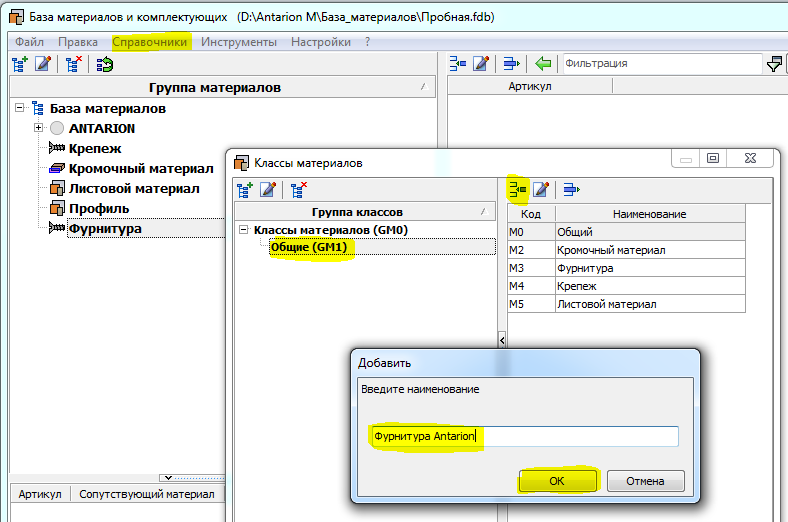 База материалов и комплектующих (D:\Antarion M\База_материалов\Пробная.fdb)
Файл Правка Справочники Инструменты Настройки ?
Фильтрация
Группа материалов
Артикул
База материалов
ANTARION
Крепеж
Кромочный материал
Листовой материал
Профиль
Фурнитура
Классы материалов
Группа классов
Классы материалов (GM0)
Общие (GM1)
Код Наименование
M0 Общий
M2 Кромочный материал
M3 Фурнитура
M4 Крепеж
M5 Листовой материал
Добавить
Введите наименование
Фурнитура Antarion
OK Отмена
Артикул Сопутствующий материал